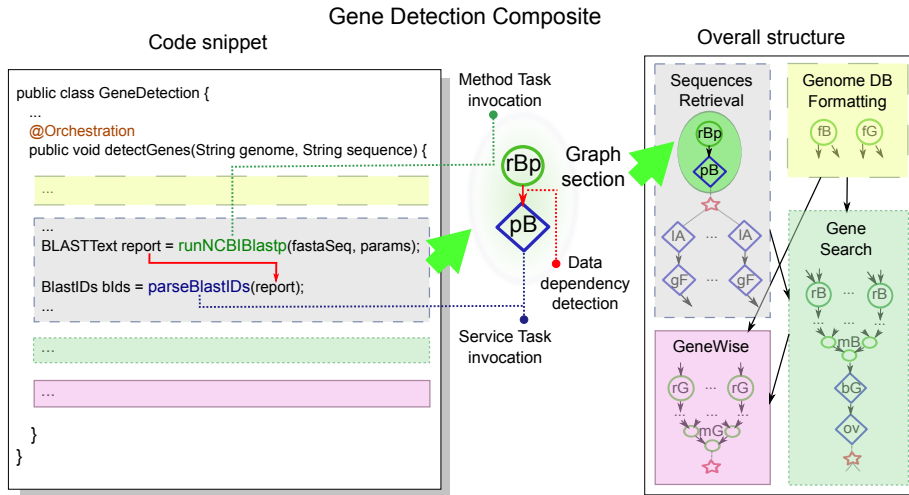 Gene Detection Composite
Code snippet
public class GeneDetection {
...
@Orchestration
public void detectGenes(String genome, String sequence) {
...
...
BLASTText report = runNCBIBlastp(fastaSeq, params);
BlastIDs bIds = parseBlastIDs(report);
...
...
...
}
}
Method Task
invocation
rBp
pB
Graph
section
Data
dependency
detection
Service Task
invocation
Overall structure
Sequences
Retrieval
rBp
pB
lA ... lA
... 
gF gF
Genome DB
Formatting
fB fG
Gene
Search
rB ... rB
... ...
mB
bG
ov
GeneWise
rG ... rG
... ...
mG